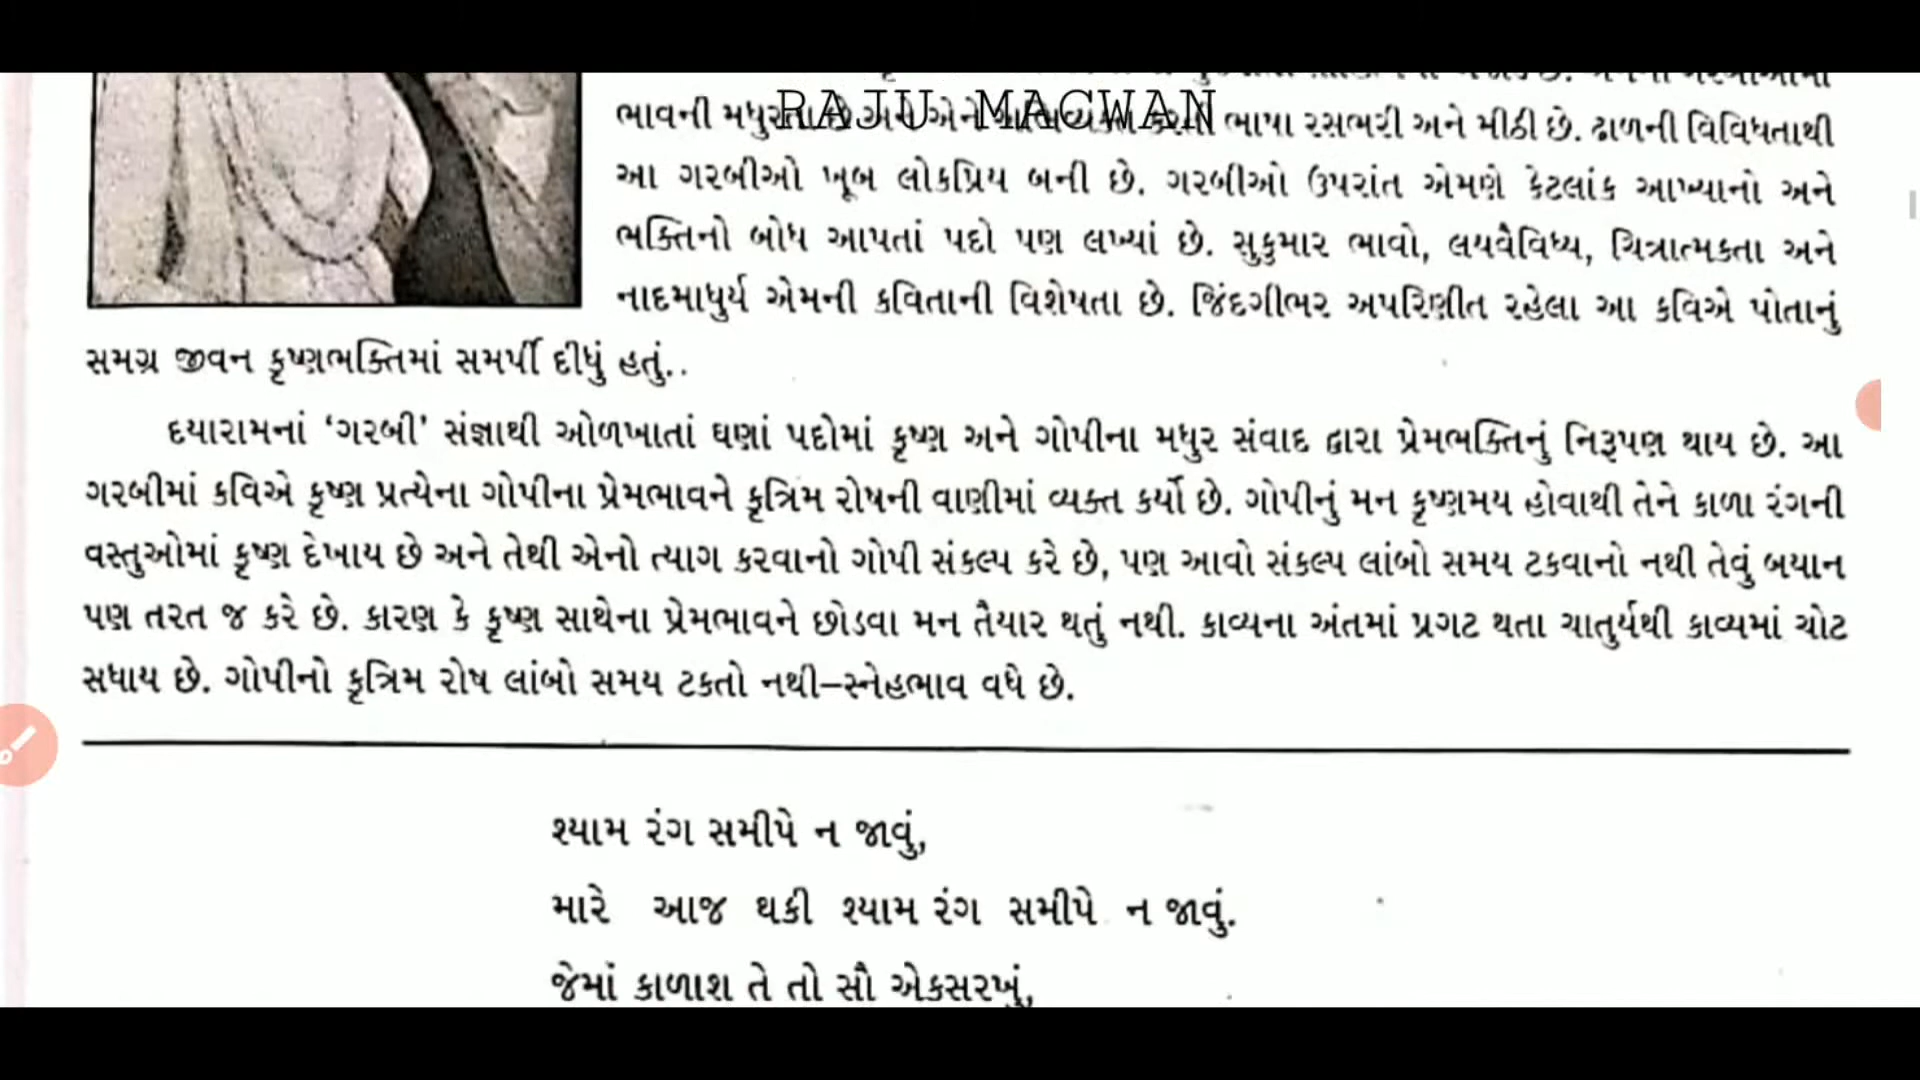 RAJU MACWAN
ભાવની મધુરતા છે અને એને કરતી ભાષા રસભરી અને મીઠી છે. ઢાળની વિવિધતાથી
આ ગરબીઓ ખૂબ લોકપ્રિય બની છે. ગરબીઓ ઉપરાંત એમણે કેટલાંક આખ્યાનો અને
ભક્તિનો બોધ આપતાં પદો પણ લખ્યાં છે. સુકુમાર ભાવો, લયવૈવિધ્ય, ચિત્રાત્મકતા અને
નાદમાધુર્ય એમની કવિતાની વિશેષતા છે. જિંદગીભર અપરિણીત રહેલા આ કવિએ પોતાનું
સમગ્ર જીવન કૃષ્ણભક્તિમાં સમર્પી દીધું હતું..
દયારામનાં ‘ગરબી’ સંજ્ઞાથી ઓળખાતાં ઘણાં પદોમાં કૃષ્ણ અને ગોપીના મધુર સંવાદ દ્વારા પ્રેમભક્તિનું નિરૂપણ થાય છે. આ
ગરબીમાં કવિએ કૃષ્ણ પ્રત્યેના ગોપીના પ્રેમભાવને કૃત્રિમ રોષની વાણીમાં વ્યક્ત કર્યો છે. ગોપીનું મન કૃષ્ણમય હોવાથી તેને કાળા રંગની
વસ્તુઓમાં કૃષ્ણ દેખાય છે અને તેથી એનો ત્યાગ કરવાનો ગોપી સંકલ્પ કરે છે, પણ આવો સંકલ્પ લાંબો સમય ટકવાનો નથી તેવું બયાન
પણ તરત જ કરે છે. કારણ કે કૃષ્ણ સાથેના પ્રેમભાવને છોડવા મન તૈયાર થતું નથી. કાવ્યના અંતમાં પ્રગટ થતા ચાતુર્યથી કાવ્યમાં ચોટ
સધાય છે. ગોપીનો કૃત્રિમ રોષ લાંબો સમય ટકતો નથી–સ્નેહભાવ વધે છે.
શ્યામ રંગ સમીપે ન જાવું,
મારે આજ થકી શ્યામ રંગ સમીપે ન જાવું.
જેમાં કાળાશ તે તો સૌ એકસરખું,